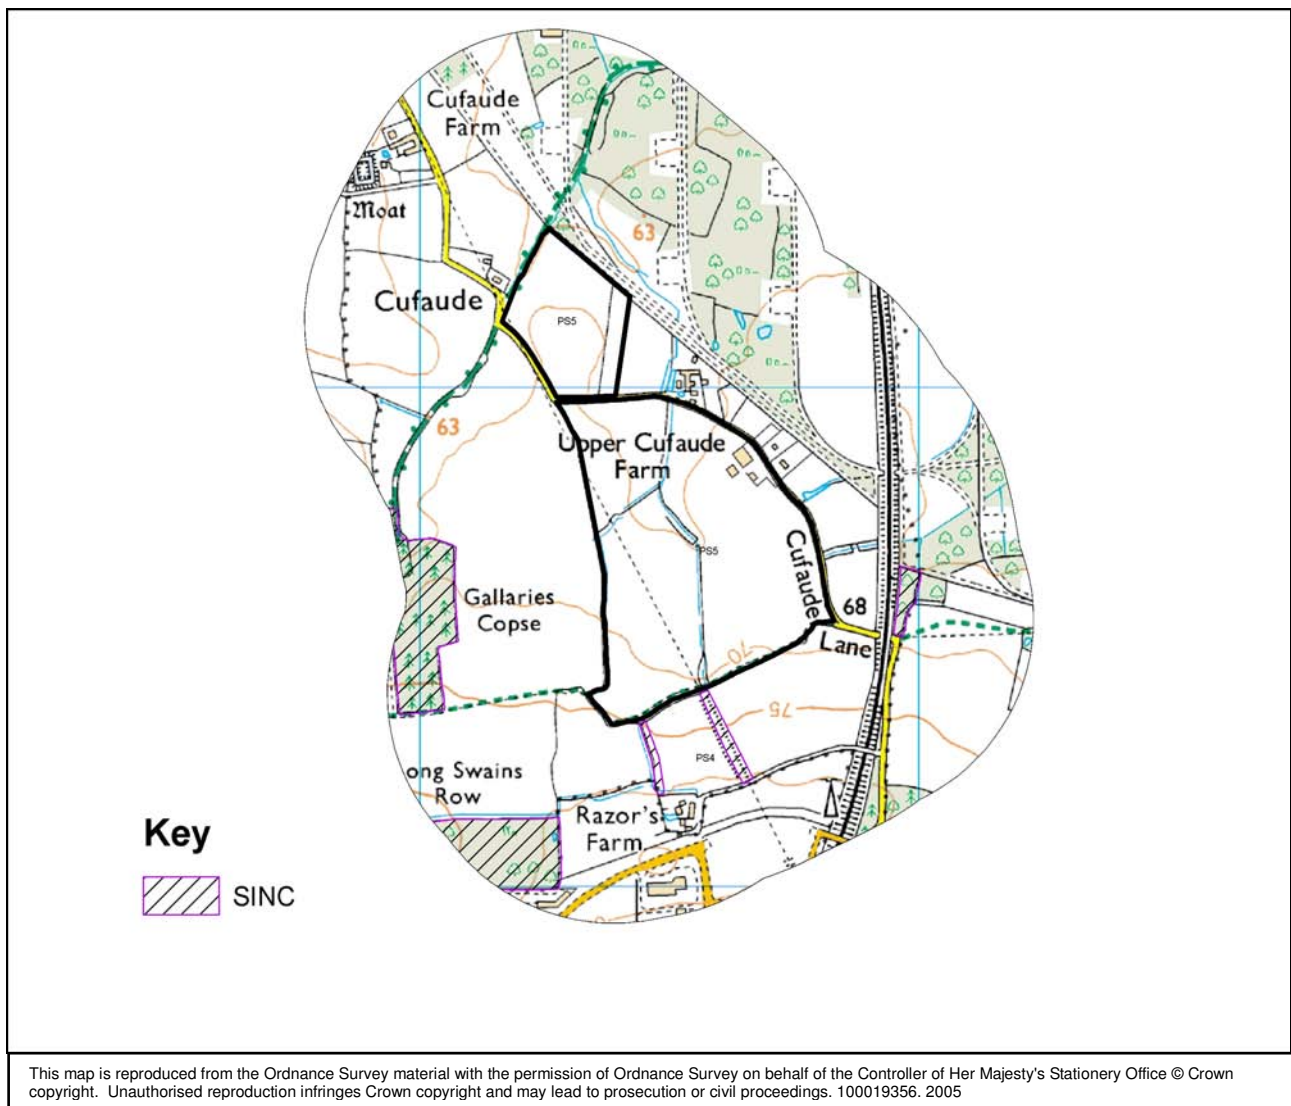 Cufaude
Farm
Moat
63
Cufaude
PS5
63
Upper Cufaude
Farm
PS5
Cufaude
68
Lane
Gallaries
Copse
70
75
PS4
ong Swains
Row
Razor's
Farm
Key
SINC
This map is reproduced from the Ordnance Survey material with the permission of Ordnance Survey on behalf of the Controller of Her Majesty's Stationery Office © Crown
copyright. Unauthorised reproduction infringes Crown copyright and may lead to prosecution or civil proceedings. 100019356. 2005